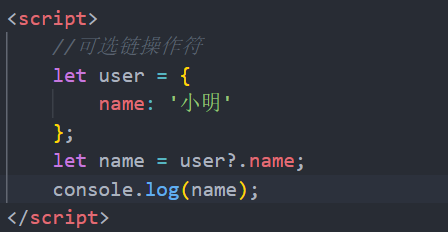 <script>
//可选链操作符
let user = {
name: '小明'
};
let name = user?.name;
console.log(name);
</script>